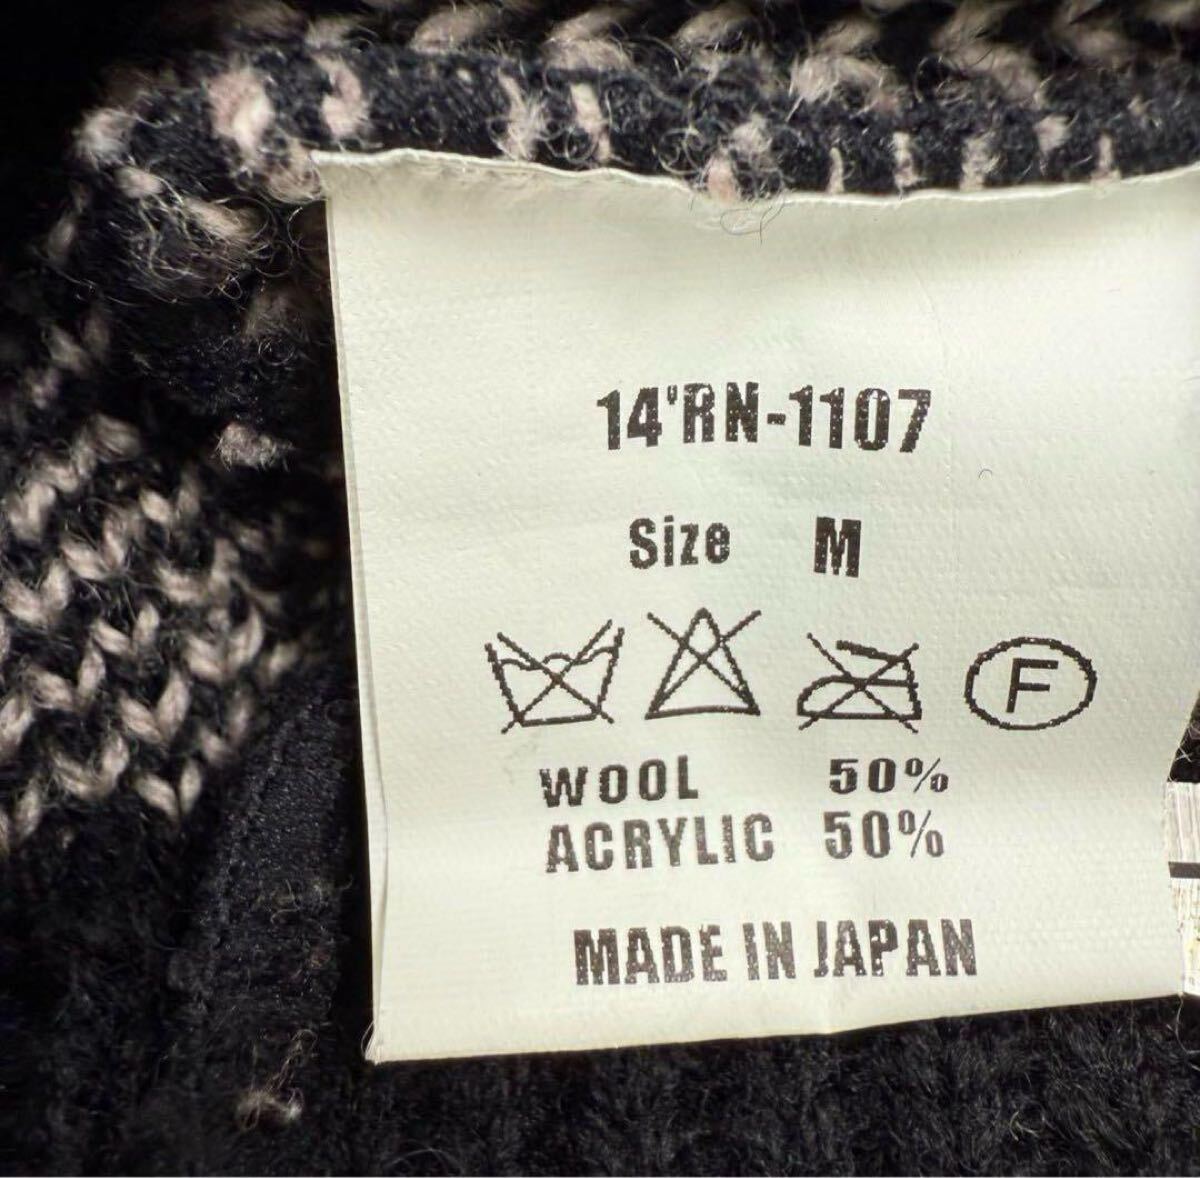 14'RN-1107
Size M
F
WOOL 50%
ACRYLIC 50%
MADE IN JAPAN